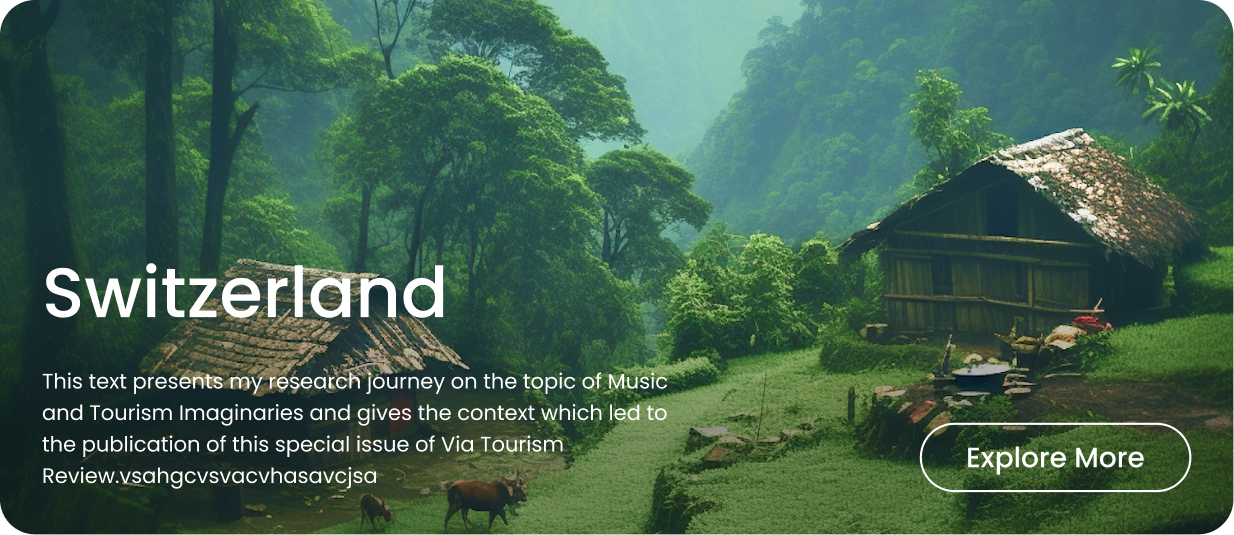 Switzerland
This text presents my research journey on the topic of Music
and Tourism Imaginaries and gives the context which led to
the publication of this special issue of Via Tourism
Review.vsahgcvsvacvhasavcjsa
Explore More